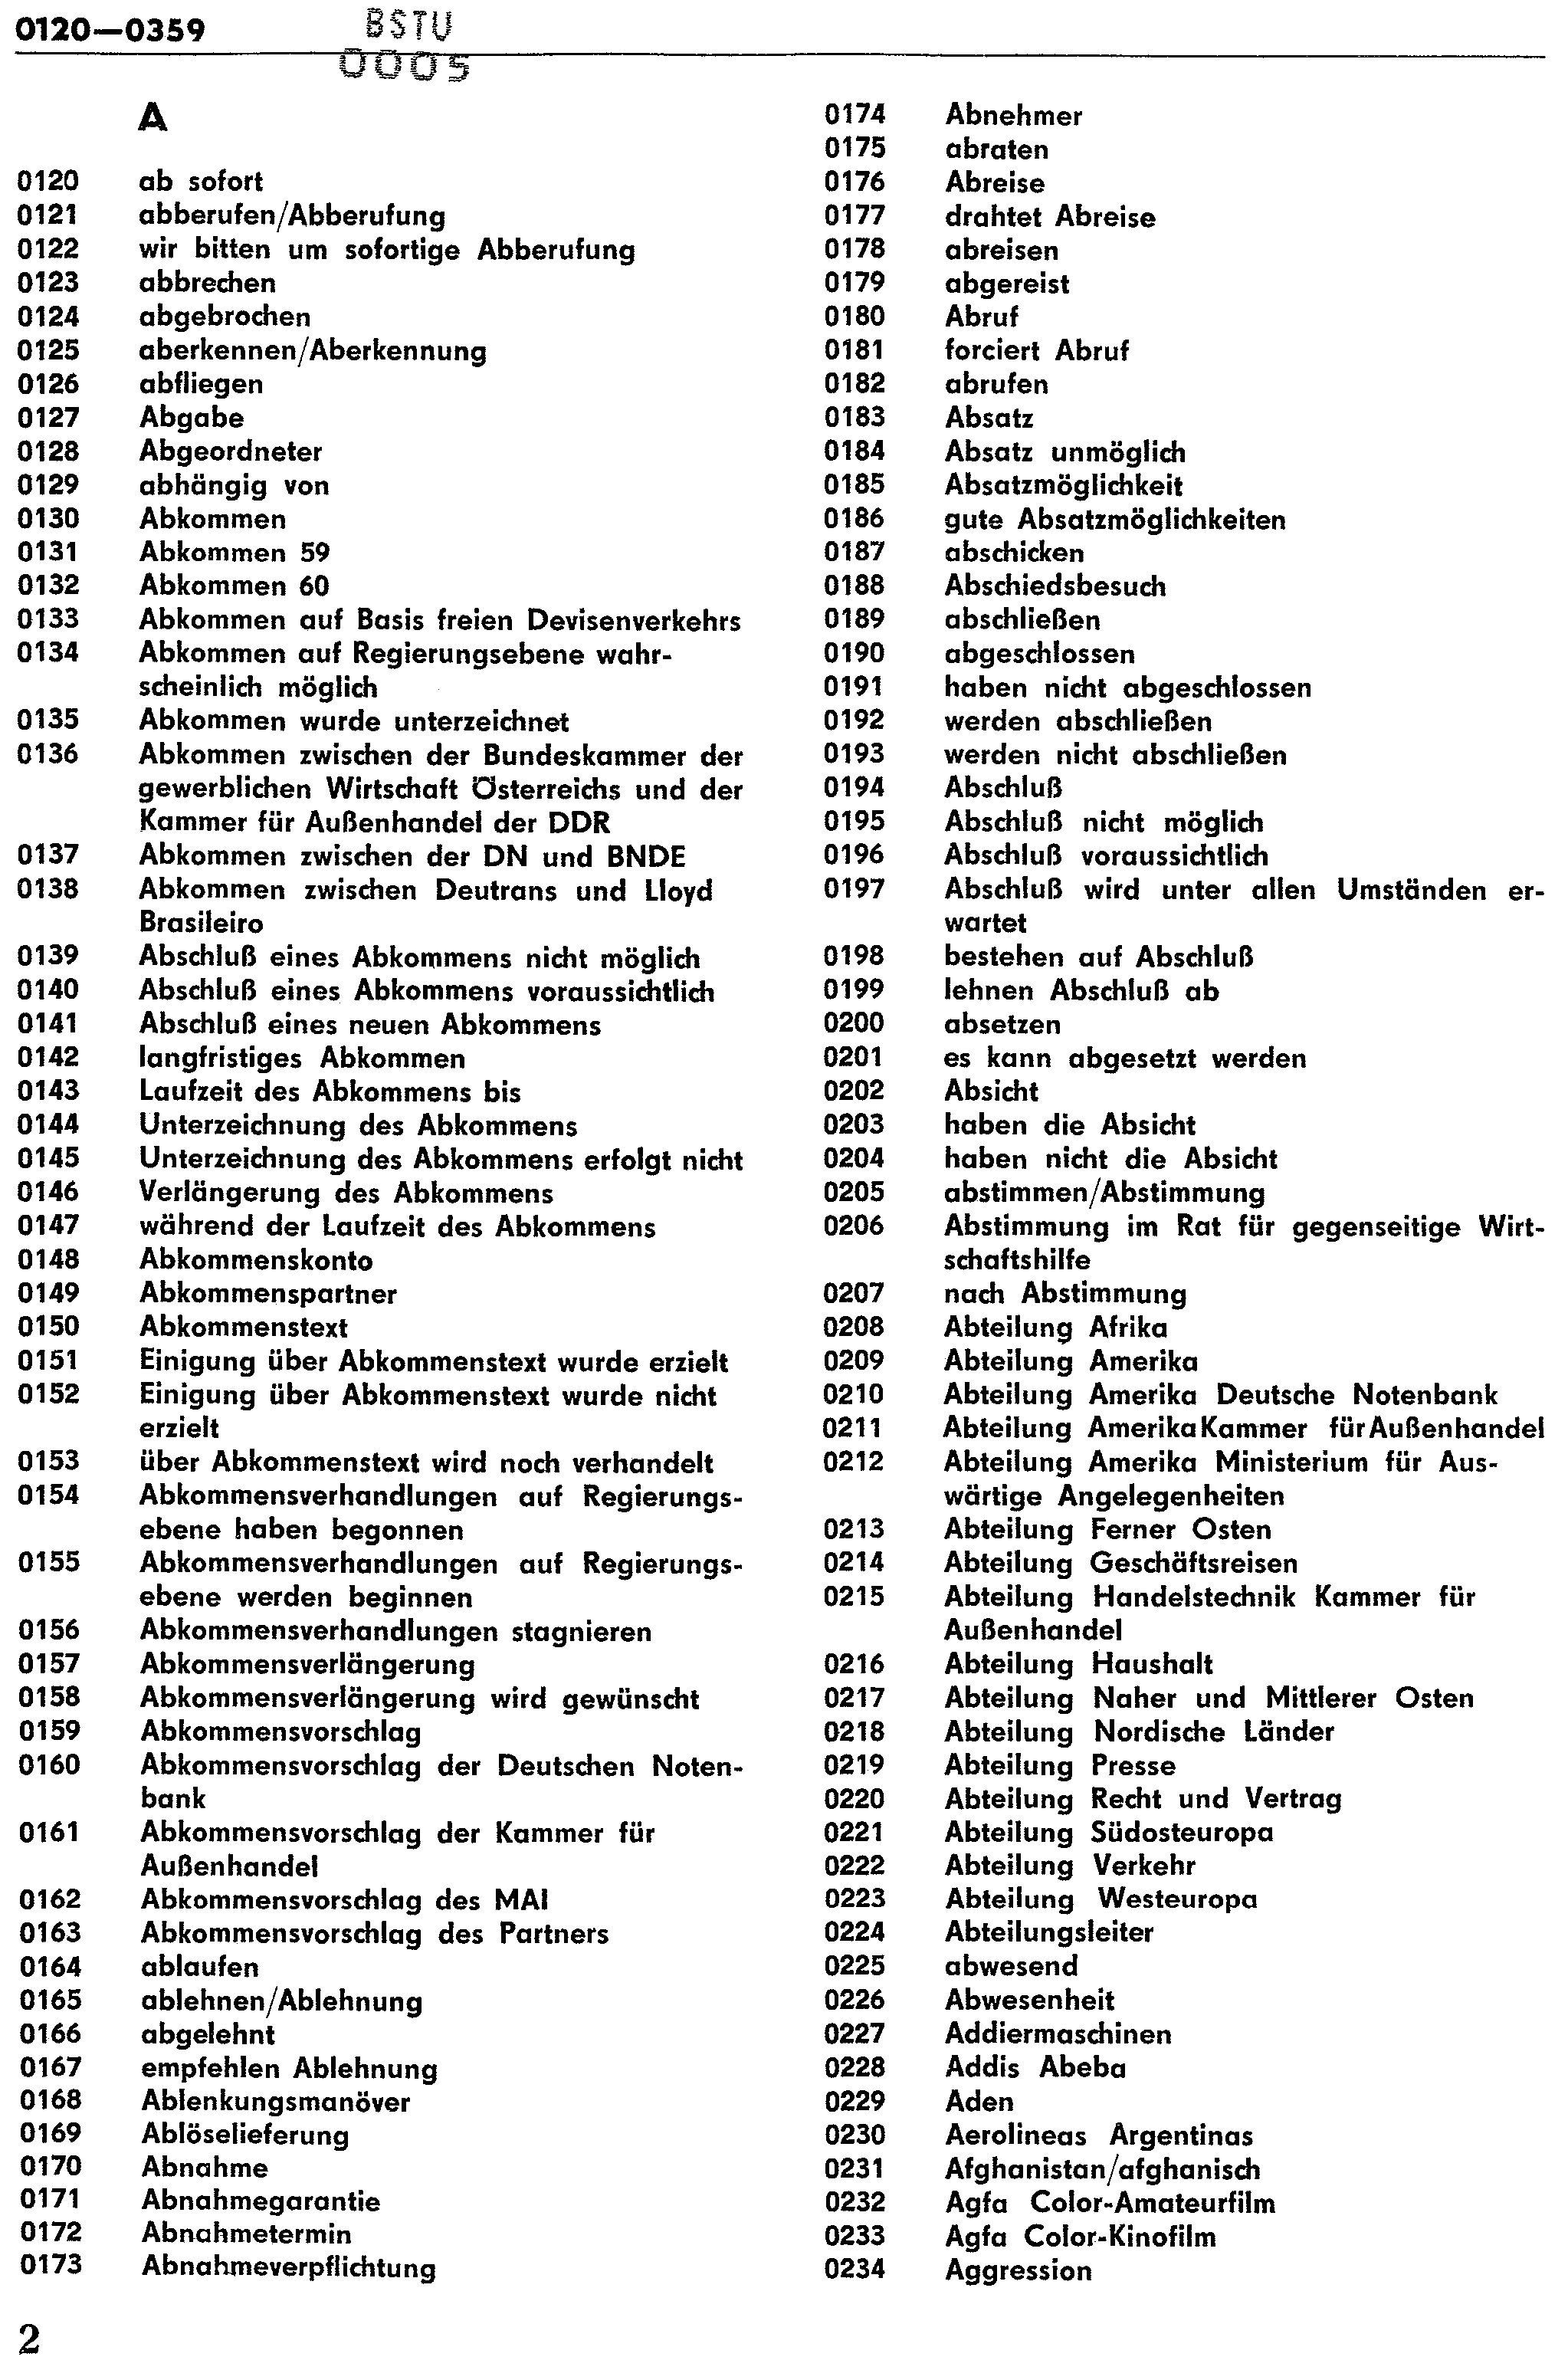 0120—0359
BSTU
0005
A
0120 ab sofort
0121 abberufen/Abberufung
0122 wir bitten um sofortige Abberufung
0123 abbrechen
0124 abgebrochen
0125 aberkennen/Aberkennung
0126 abfliegen
0127 Abgabe
0128 Abgeordneter
0129 abhängig von
0130 Abkommen
0131 Abkommen 59
0132 Abkommen 60
0133 Abkommen auf Basis freien Devisenverkehrs
0134 Abkommen auf Regierungsebene wahr-
scheinlich möglich
0135 Abkommen wurde unterzeichnet
0136 Abkommen zwischen der Bundeskammer der
gewerblichen Wirtschaft Österreichs und der
Kammer für Außenhandel der DDR
0137 Abkommen zwischen der DN und BNDE
0138 Abkommen zwischen Deutrans und Lloyd
Brasileiro
0139 Abschluß eines Abkommens nicht möglich
0140 Abschluß eines Abkommens voraussichtlich
0141 Abschluß eines neuen Abkommens
0142 langfristiges Abkommen
0143 Laufzeit des Abkommens bis
0144 Unterzeichnung des Abkommens
0145 Unterzeichnung des Abkommens erfolgt nicht
0146 Verlängerung des Abkommens
0147 während der Laufzeit des Abkommens
0148 Abkommenskonto
0149 Abkommenspartner
0150 Abkommenstext
0151 Einigung über Abkommenstext wurde erzielt
0152 Einigung über Abkommenstext wurde nicht
erzielt
0153 über Abkommenstext wird noch verhandelt
0154 Abkommensverhandlungen auf Regierungs-
ebene haben begonnen
0155 Abkommensverhandlungen auf Regierungs-
ebene werden beginnen
0156 Abkommensverhandlungen stagnieren
0157 Abkommensverlängerung
0158 Abkommensverlängerung wird gewünscht
0159 Abkommensvorschlag
0160 Abkommensvorschlag der Deutschen Noten-
bank
0161 Abkommensvorschlag der Kammer für
Außenhandel
0162 Abkommensvorschlag des MAI
0163 Abkommensvorschlag des Partners
0164 ablaufen
0165 ablehnen/Ablehnung
0166 abgelehnt
0167 empfehlen Ablehnung
0168 Ablenkungsmanöver
0169 Ablöselieferung
0170 Abnahme
0171 Abnahmegarantie
0172 Abnahmetermin
0173 Abnahmeverpflichtung
0174 Abnehmer
0175 abraten
0176 Abreise
0177 drahtet Abreise
0178 abreisen
0179 abgereist
0180 Abruf
0181 forciert Abruf
0182 abrufen
0183 Absatz
0184 Absatz unmöglich
0185 Absatzmöglichkeit
0186 gute Absatzmöglichkeiten
0187 abschicken
0188 Abschiedsbesuch
0189 abschließen
0190 abgeschlossen
0191 haben nicht abgeschlossen
0192 werden abschließen
0193 werden nicht abschließen
0194 Abschluß
0195 Abschluß nicht möglich
0196 Abschluß voraussichtlich
0197 Abschluß wird unter allen Umständen er-
wartet
0198 bestehen auf Abschluß
0199 lehnen Abschluß ab
0200 absetzen
0201 es kann abgesetzt werden
0202 Absicht
0203 haben die Absicht
0204 haben nicht die Absicht
0205 abstimmen/Abstimmung
0206 Abstimmung im Rat für gegenseitige Wirt-
schaftshilfe
0207 nach Abstimmung
0208 Abteilung Afrika
0209 Abteilung Amerika
0210 Abteilung Amerika Deutsche Notenbank
0211 Abteilung Amerika Kammer für Außenhandel
0212 Abteilung Amerika Ministerium für Aus-
wärtige Angelegenheiten
0213 Abteilung Ferner Osten
0214 Abteilung Geschäftsreisen
0215 Abteilung Handelstechnik Kammer für
Außenhandel
0216 Abteilung Haushalt
0217 Abteilung Naher und Mittlerer Osten
0218 Abteilung Nordische Länder
0219 Abteilung Presse
0220 Abteilung Recht und Vertrag
0221 Abteilung Südosteuropa
0222 Abteilung Verkehr
0223 Abteilung Westeuropa
0224 Abteilungsleiter
0225 abwesend
0226 Abwesenheit
0227 Addiermaschinen
0228 Addis Abeba
0229 Aden
0230 Aerolineas Argentinas
0231 Afghanistan/afghanisch
0232 Agfa Color-Amateurfilm
0233 Agfa Color-Kinofilm
0234 Aggression
2